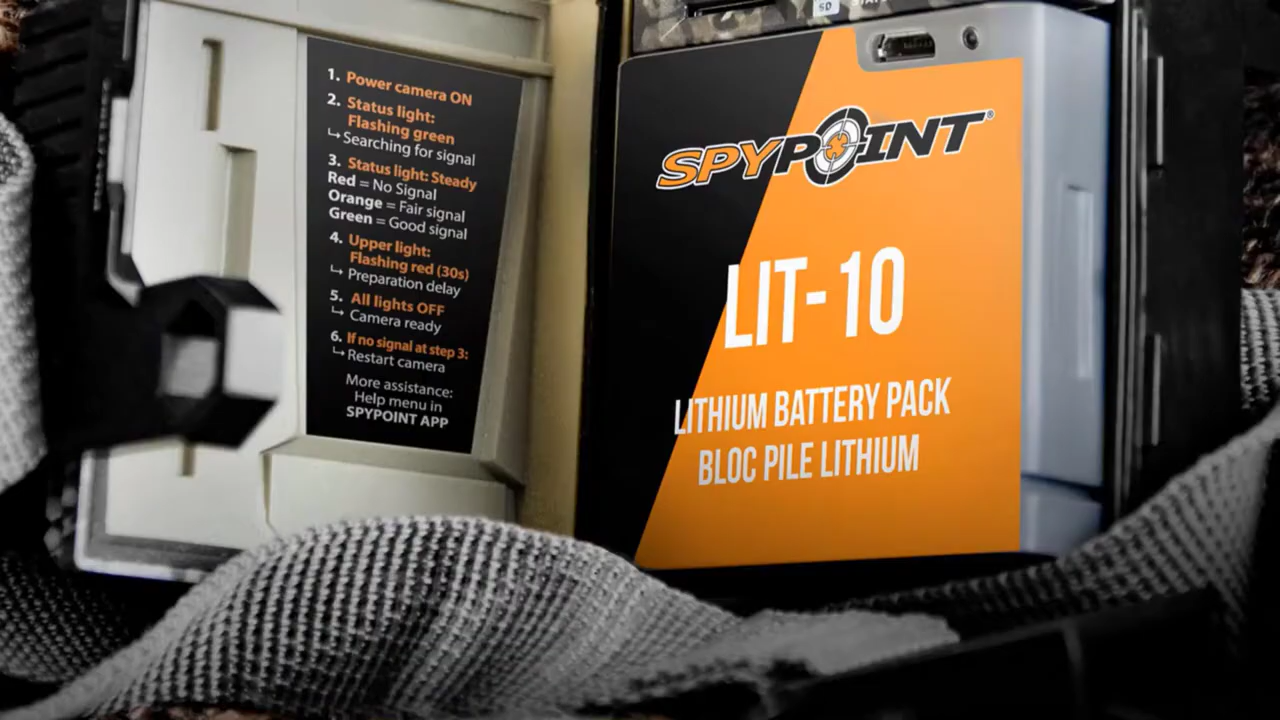 1. Power camera ON
2. Status light:
Flashing green
↳ Searching for signal
3. Status light: Steady
Red = No Signal
Orange = Fair signal
Green = Good signal
4. Upper light:
Flashing red (30s)
↳ Preparation delay
5. All lights OFF
↳ Camera ready
6. If no signal at step 3:
↳ Restart camera
More assistance:
Help menu in
SPYPOINT APP
SD
SPYPOINT®
LIT-10
LITHIUM BATTERY PACK
BLOC PILE LITHIUM